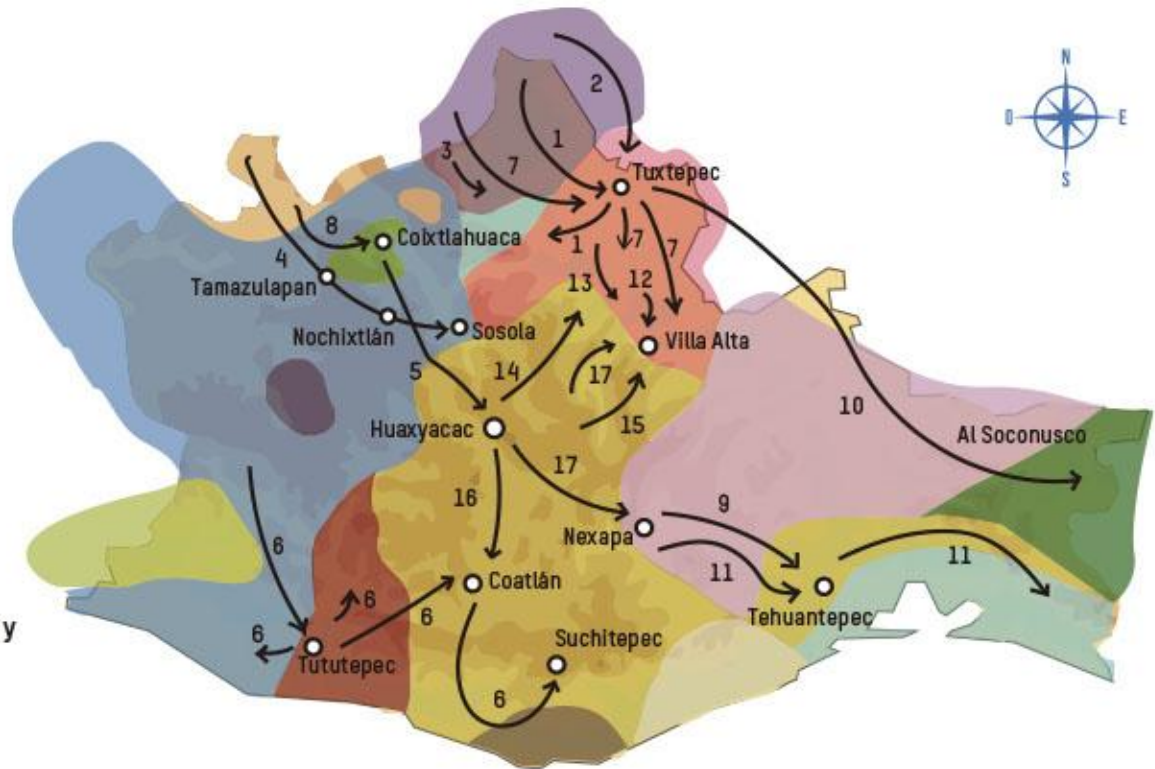 N
O
E
S
2
1
3
7
Tuxtepec
8
Coixtlahuaca
4
1
7
7
Tamazulapan
13
12
Nochixtlán
Sosola
Villa Alta
5
14
17
10
Huaxyacac
15
Al Soconusco
17
16
9
Nexapa
6
11
11
Coatlán
6
6
Tehuantepec
y
6
Suchitepec
Tututepec
6